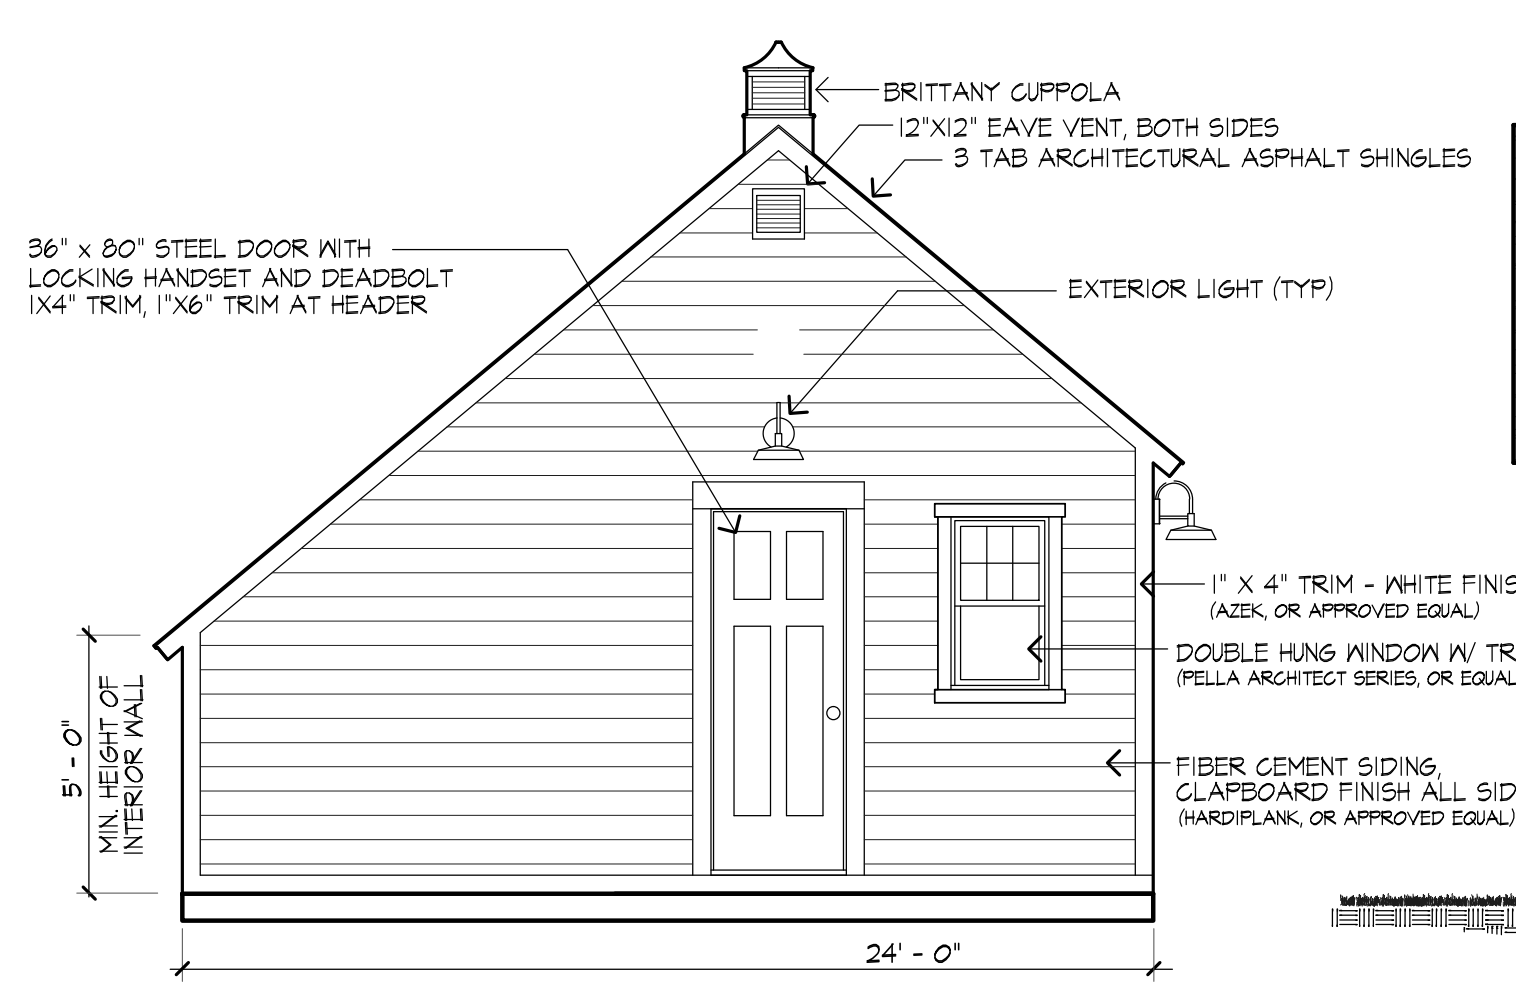 BRITTANY CUPPOLA
12"X12" EAVE VENT, BOTH SIDES
3 TAB ARCHITECTURAL ASPHALT SHINGLES
36" x 80" STEEL DOOR WITH
LOCKING HANDSET AND DEADBOLT
1X4" TRIM, 1"X6" TRIM AT HEADER
EXTERIOR LIGHT (TYP)
1" X 4" TRIM - WHITE
(AZEK, OR APPROVED EQUAL)
DOUBLE HUNG WINDOW W/
(PELLA ARCHITECT SERIES, OR EQUAL
5' - 0"
MIN. HEIGHT OF
INTERIOR WALL
FIBER CEMENT SIDING,
CLAPBOARD FINISH ALL
(HARDIPLANK, OR APPROVED EQUAL)
24' - 0"